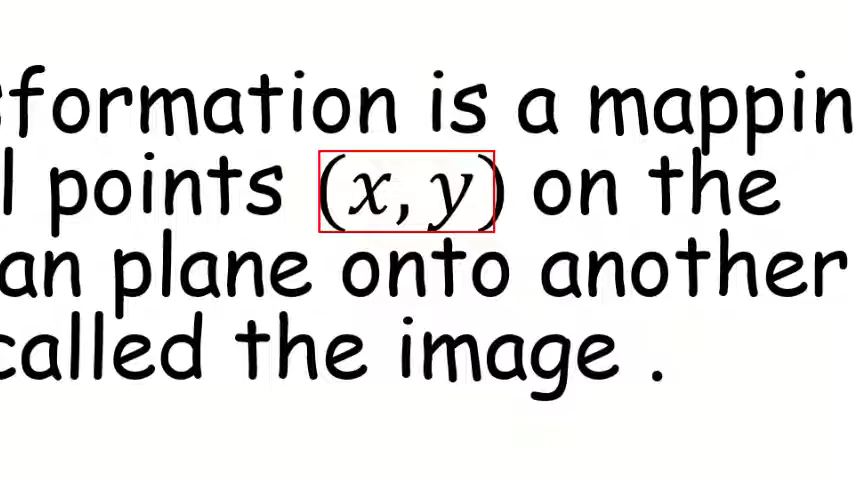 formation is a mappin
l points (x, y) on the
an plane onto another
called the image .